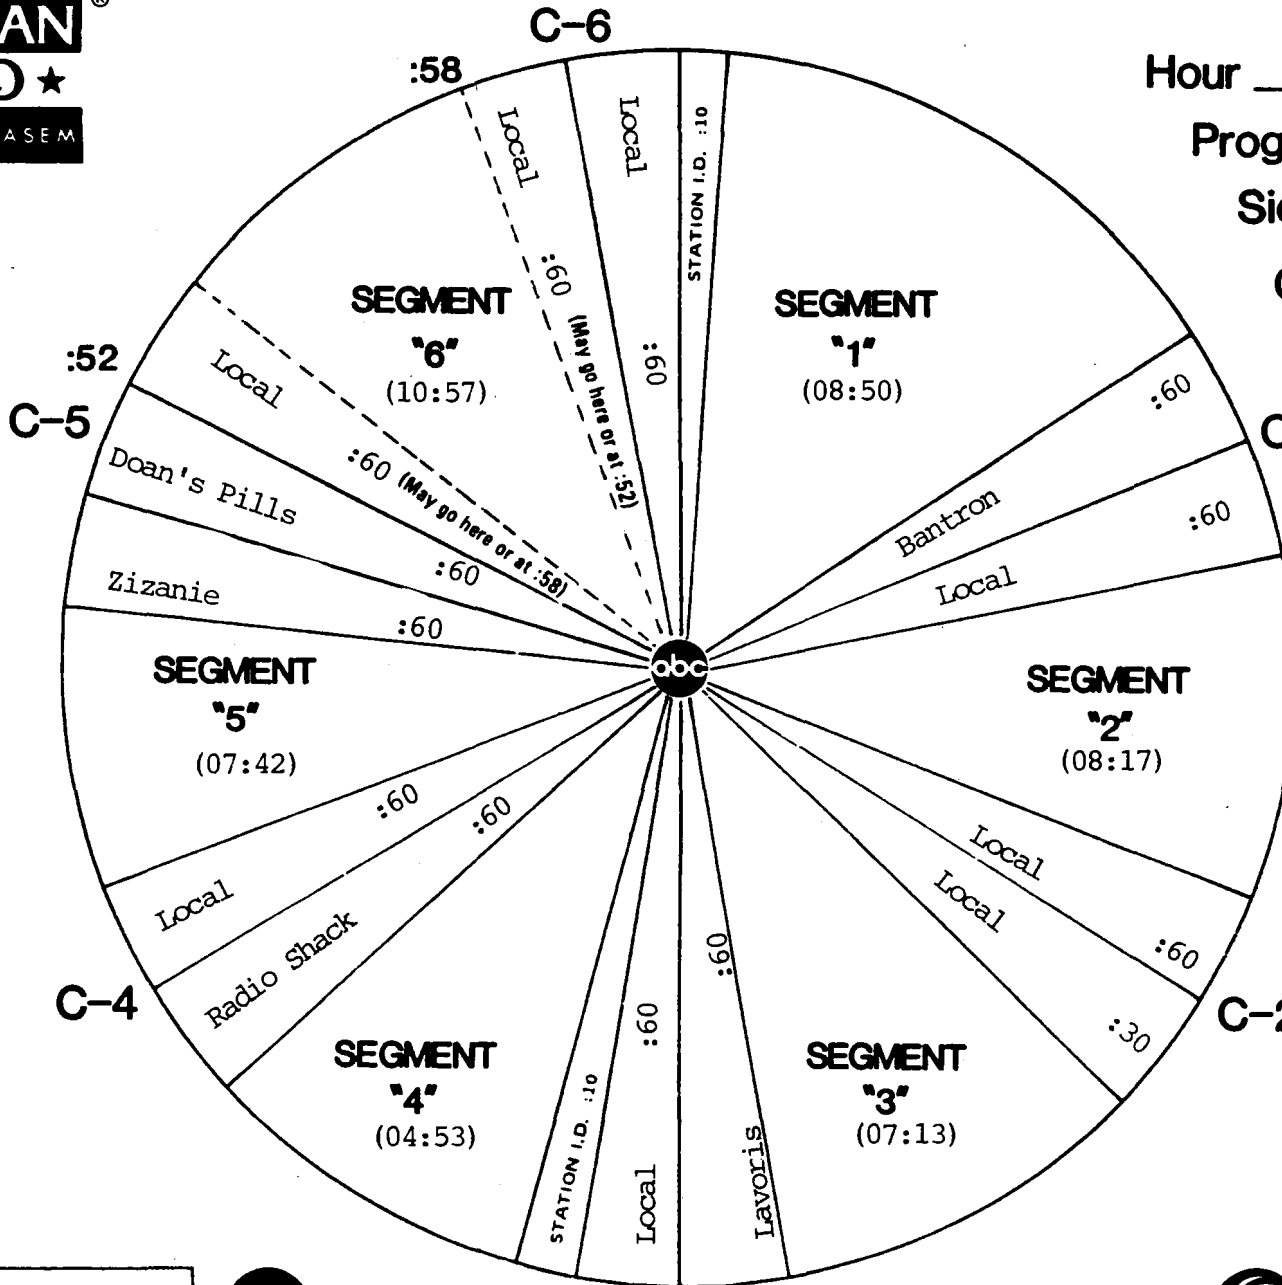 AN ®
★
ASEM
C-6
:58
Hour
:52
C-5
STATION I.D. :10
SEGMENT
"1"
(08:50)
:60
Bantron
:60
Local
SEGMENT
"2"
(08:17)
Local
:60
Local
:30
SEGMENT
"3"
(07:13)
:60
Lavoris
:60
Local
STATION I.D. :10
SEGMENT
"4"
(04:53)
:60
Radio Shack
:60
Local
C-4
SEGMENT
"5"
(07:42)
Zizanie
:60
Doan's Pills
:60
Local
:60 (May go here or at :58)
SEGMENT
"6"
(10:57)
Local
:60 (May go here or at :52)
Local
:60
abc